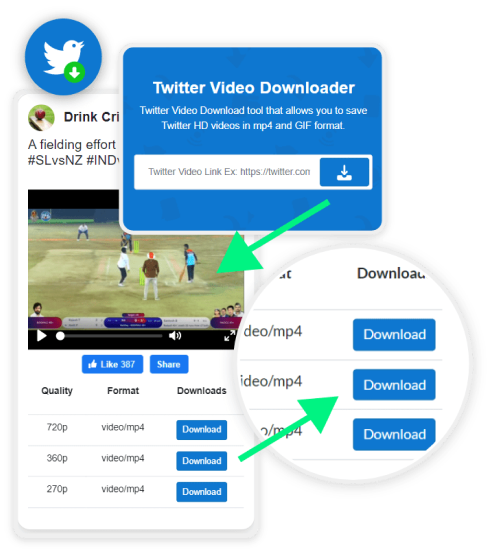 Twitter Video Downloader
Twitter Video Download tool that allows you to save
Twitter HD videos in mp4 and GIF format.
Twitter Video Link Ex: https://twitter.con
Drink Cri
A fielding effort
#SLvsNZ #IND
Like 387
Share
Quality Format Downloads
720p video/mp4 Download
360p video/mp4 Download
270p video/mp4 Download
Download
deo/mp4 Download
ideo/mp4 Download
o/mp4 Download